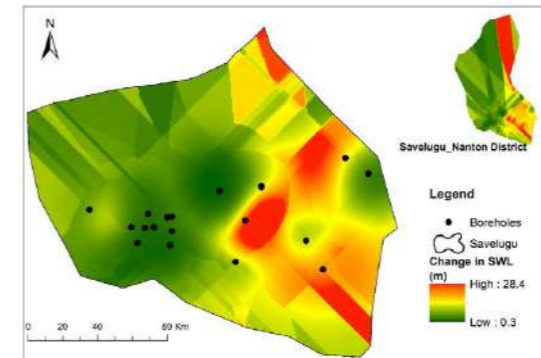 N
Savelugu_Nanton District
Legend
Boreholes
Savelugu
Change in SWL
(m)
High : 28.4
Low : 0.3
0 20 40 60 80 Km